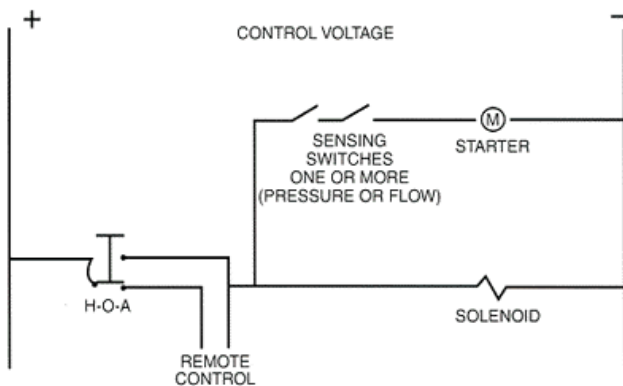 +
−
CONTROL VOLTAGE
M
SENSING
SWITCHES
ONE OR MORE
(PRESSURE OR FLOW)
STARTER
H-O-A
SOLENOID
REMOTE
CONTROL